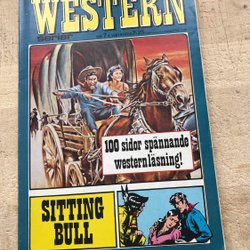 WESTERN
serier
100 sidor spännande
westernläsning!
SITTING
BULL